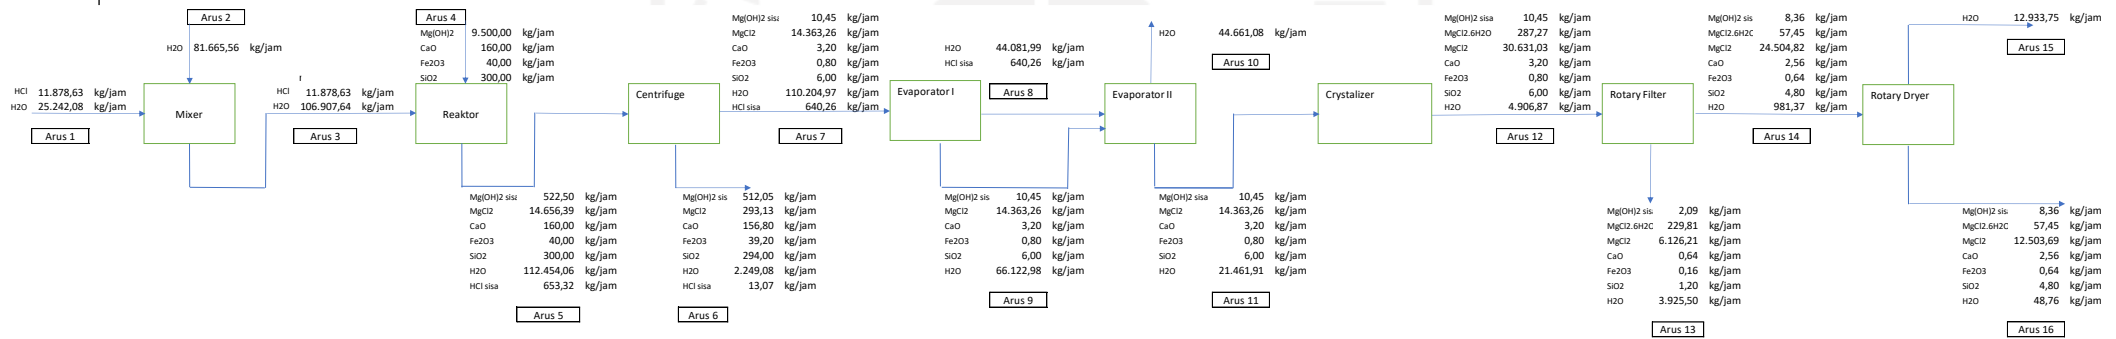 Arus 2
H2O 81.665,56 kg/jam
HCl 11.878,63 kg/jam
H2O 25.242,08 kg/jam
Arus 1
Mixer
HCl 11.878,63 kg/jam
H2O 106.907,64 kg/jam
Arus 3
Arus 4
Mg(OH)2 9.500,00 kg/jam
CaO 160,00 kg/jam
Fe2O3 40,00 kg/jam
SiO2 300,00 kg/jam
Reaktor
Mg(OH)2 sisa 522,50 kg/jam
MgCl2 14.656,39 kg/jam
CaO 160,00 kg/jam
Fe2O3 40,00 kg/jam
SiO2 300,00 kg/jam
H2O 112.454,06 kg/jam
HCl sisa 653,32 kg/jam
Arus 5
Centrifuge
Mg(OH)2 sis 512,05 kg/jam
MgCl2 293,13 kg/jam
CaO 156,80 kg/jam
Fe2O3 39,20 kg/jam
SiO2 294,00 kg/jam
H2O 2.249,08 kg/jam
HCl sisa 13,07 kg/jam
Arus 6
Mg(OH)2 sisa 10,45 kg/jam
MgCl2 14.363,26 kg/jam
CaO 3,20 kg/jam
Fe2O3 0,80 kg/jam
SiO2 6,00 kg/jam
H2O 110.204,97 kg/jam
HCl sisa 640,26 kg/jam
Arus 7
Evaporator I
H2O 44.081,99 kg/jam
HCl sisa 640,26 kg/jam
Arus 8
Mg(OH)2 sisa 10,45 kg/jam
MgCl2 14.363,26 kg/jam
CaO 3,20 kg/jam
Fe2O3 0,80 kg/jam
SiO2 6,00 kg/jam
H2O 66.122,98 kg/jam
Arus 9
Evaporator II
H2O 44.661,08 kg/jam
Arus 10
Mg(OH)2 sisa 10,45 kg/jam
MgCl2 14.363,26 kg/jam
CaO 3,20 kg/jam
Fe2O3 0,80 kg/jam
SiO2 6,00 kg/jam
H2O 21.461,91 kg/jam
Arus 11
Crystalizer
Mg(OH)2 sisa 10,45 kg/jam
MgCl2.6H2O 287,27 kg/jam
MgCl2 30.631,03 kg/jam
CaO 3,20 kg/jam
Fe2O3 0,80 kg/jam
SiO2 6,00 kg/jam
H2O 4.906,87 kg/jam
Arus 12
Rotary Filter
Mg(OH)2 sis 2,09 kg/jam
MgCl2.6H2O 229,81 kg/jam
MgCl2 6.126,21 kg/jam
CaO 0,64 kg/jam
Fe2O3 0,16 kg/jam
SiO2 1,20 kg/jam
H2O 3.925,50 kg/jam
Arus 13
Mg(OH)2 sis 8,36 kg/jam
MgCl2.6H2O 57,45 kg/jam
MgCl2 24.504,82 kg/jam
CaO 2,56 kg/jam
Fe2O3 0,64 kg/jam
SiO2 4,80 kg/jam
H2O 981,37 kg/jam
Arus 14
Rotary Dryer
H2O 12.933,75 kg/jam
Arus 15
Mg(OH)2 sis 8,36 kg/jam
MgCl2.6H2O 57,45 kg/jam
MgCl2 12.503,69 kg/jam
CaO 2,56 kg/jam
Fe2O3 0,64 kg/jam
SiO2 4,80 kg/jam
H2O 48,76 kg/jam
Arus 16